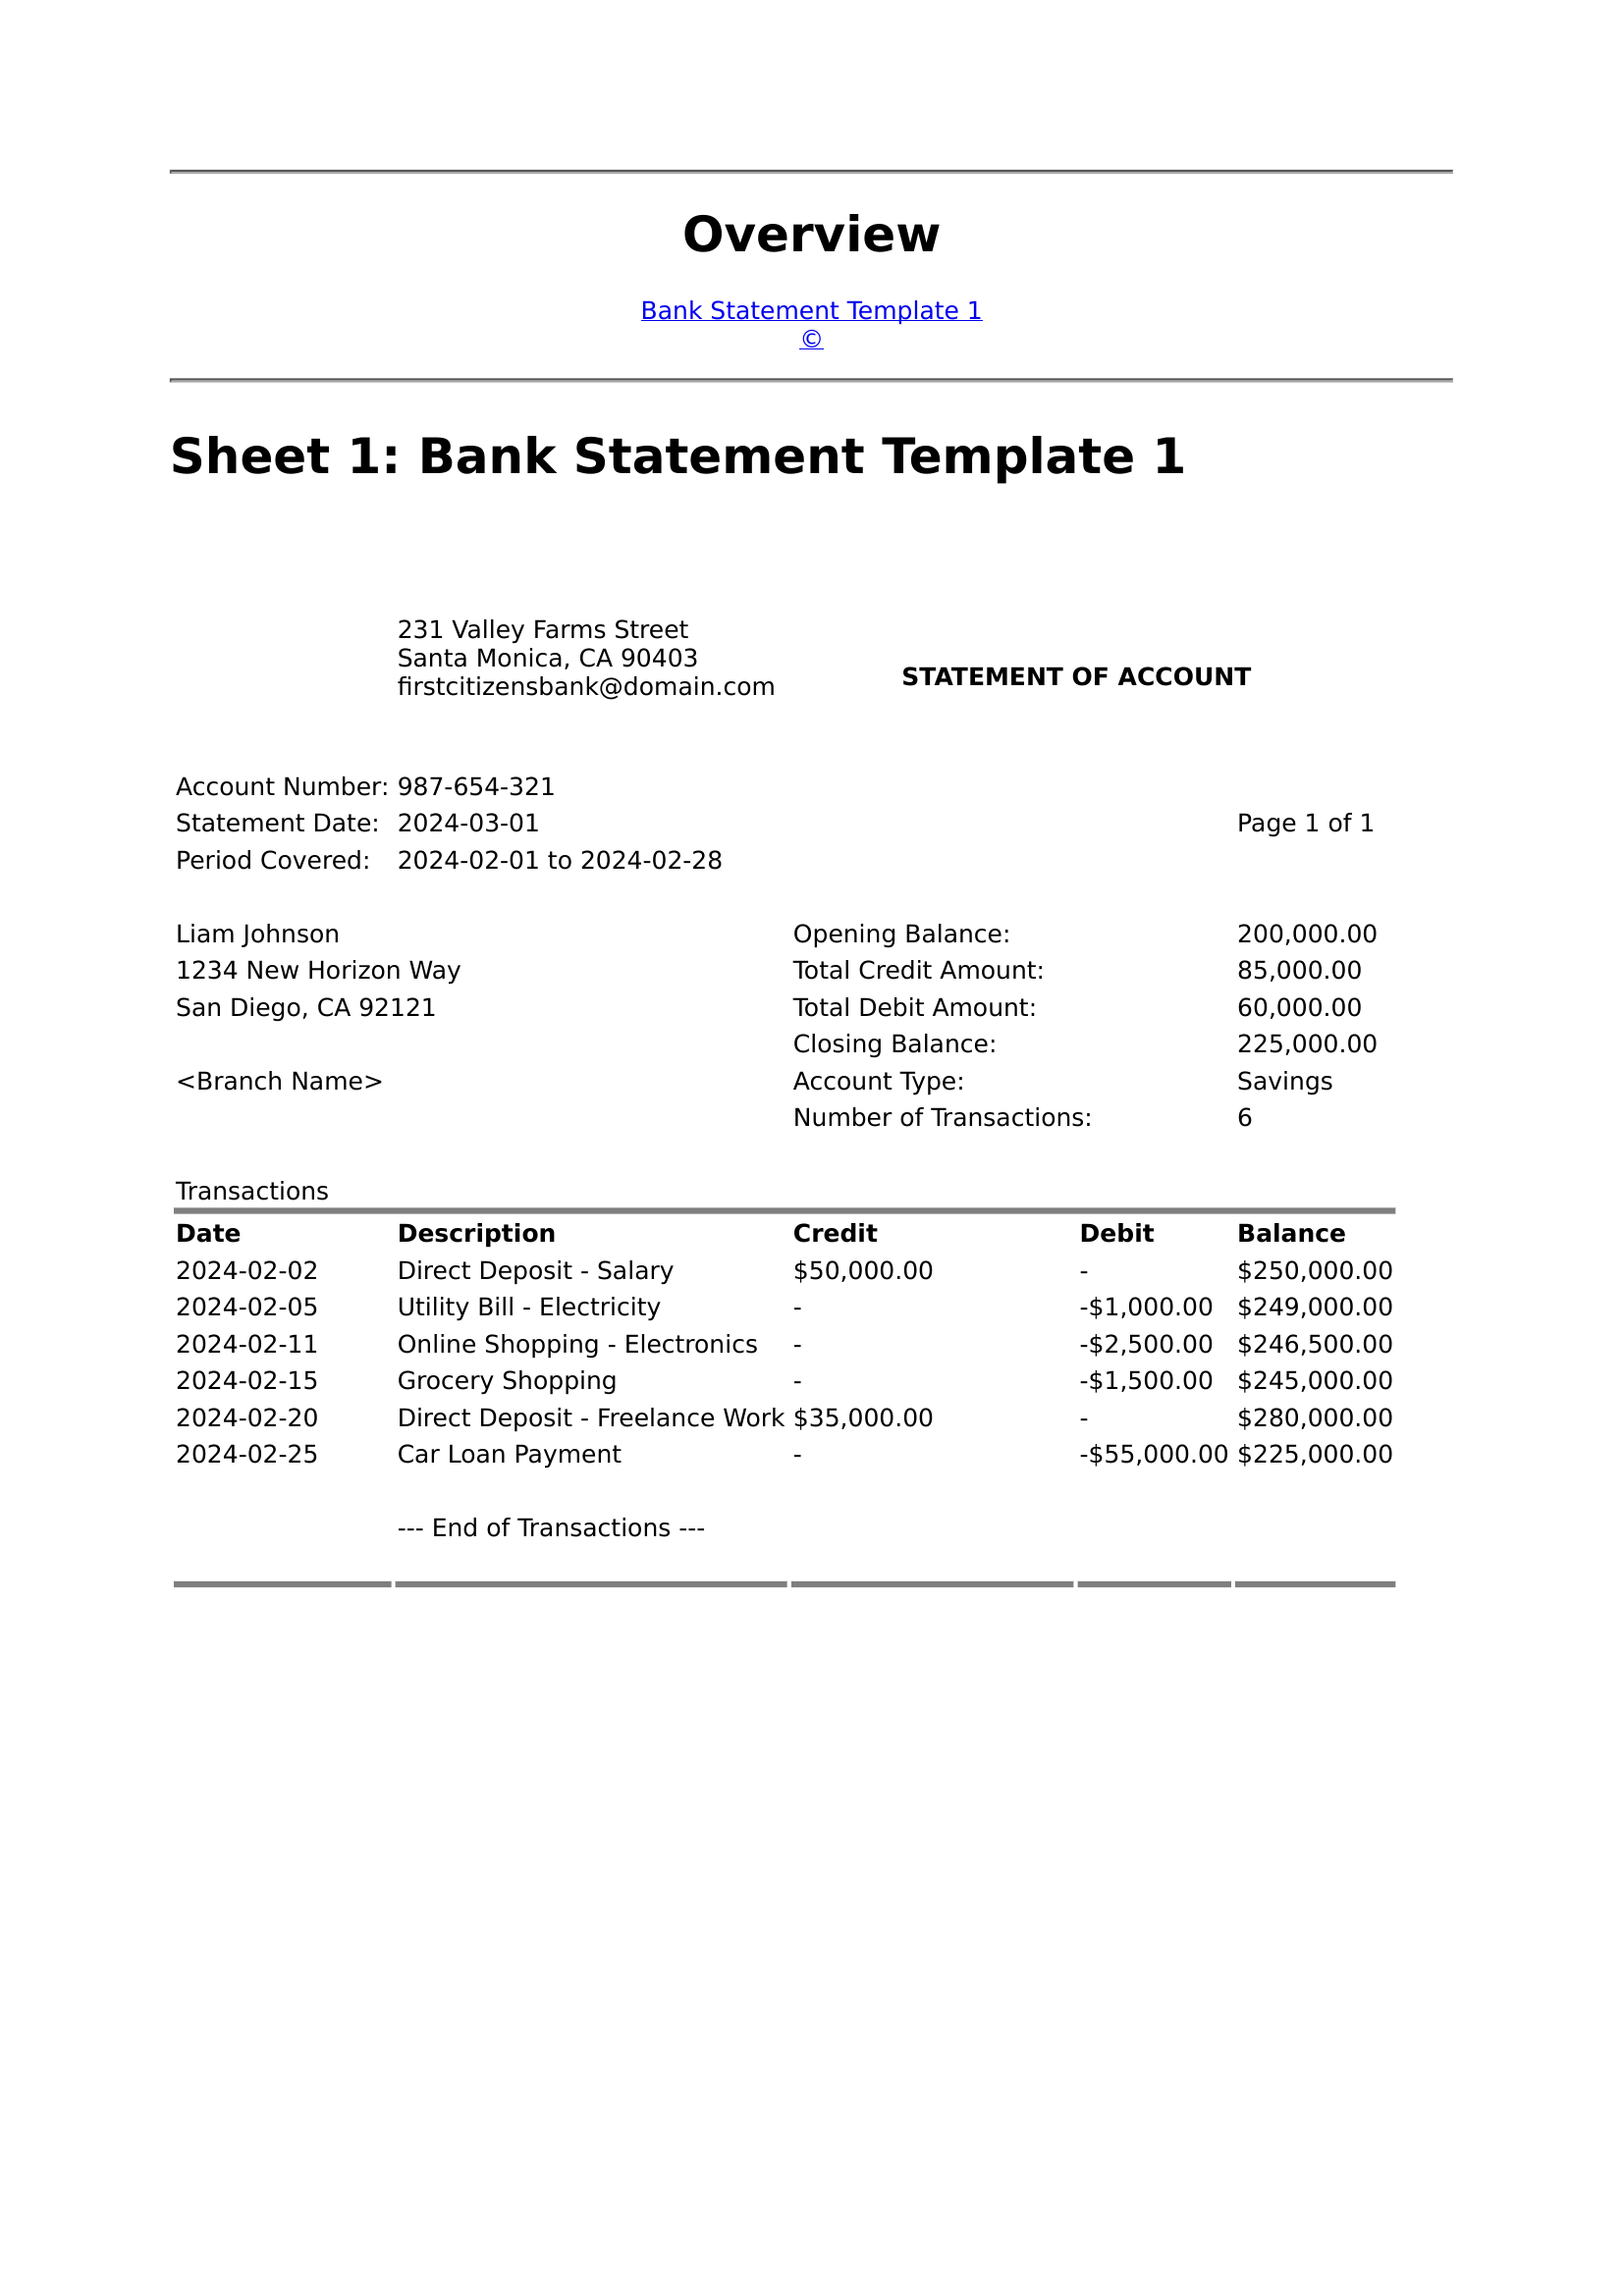 Overview
Bank Statement Template 1
©
Sheet 1: Bank Statement Template 1
231 Valley Farms Street
Santa Monica, CA 90403
firstcitizensbank@domain.com
STATEMENT OF ACCOUNT
Account Number: 987-654-321
Statement Date: 2024-03-01 Page 1 of 1
Period Covered: 2024-02-01 to 2024-02-28
Liam Johnson Opening Balance: 200,000.00
1234 New Horizon Way Total Credit Amount: 85,000.00
San Diego, CA 92121 Total Debit Amount: 60,000.00
Closing Balance: 225,000.00
<Branch Name> Account Type: Savings
Number of Transactions: 6
Transactions
Date Description Credit Debit Balance
2024-02-02 Direct Deposit - Salary $50,000.00 - $250,000.00
2024-02-05 Utility Bill - Electricity - -$1,000.00 $249,000.00
2024-02-11 Online Shopping - Electronics - -$2,500.00 $246,500.00
2024-02-15 Grocery Shopping - -$1,500.00 $245,000.00
2024-02-20 Direct Deposit - Freelance Work $35,000.00 - $280,000.00
2024-02-25 Car Loan Payment - -$55,000.00 $225,000.00
--- End of Transactions ---